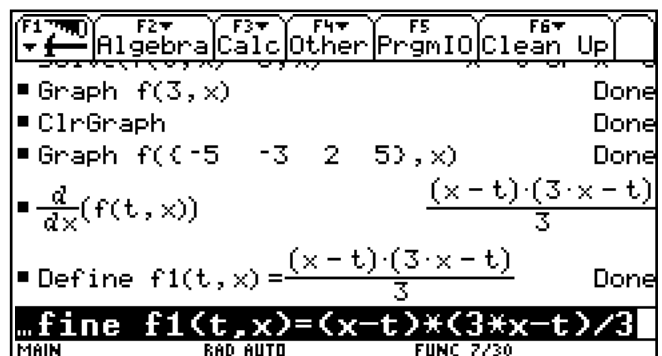 F1 F2 F3 F4 F5 F6
Algebra Calc Other PrgmIO Clean Up
■ Graph f(3, x) Done
■ ClrGraph Done
■ Graph f({-5 -3 2 5}, x) Done
■ d/dx(f(t, x)) (x - t)·(3·x - t)/3
■ Define f1(t, x) = (x - t)·(3·x - t)/3 Done
…fine f1(t,x)=(x-t)*(3*x-t)/3
MAIN RAD AUTO FUNC 7/30